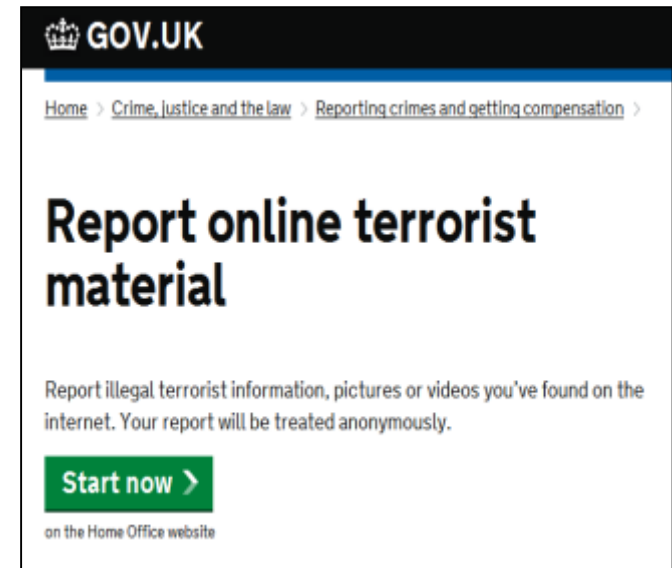 GOV.UK
Home > Crime, justice and the law > Reporting crimes and getting compensation >
Report online terrorist
material
Report illegal terrorist information, pictures or videos you've found on the
internet. Your report will be treated anonymously.
Start now >
on the Home Office website